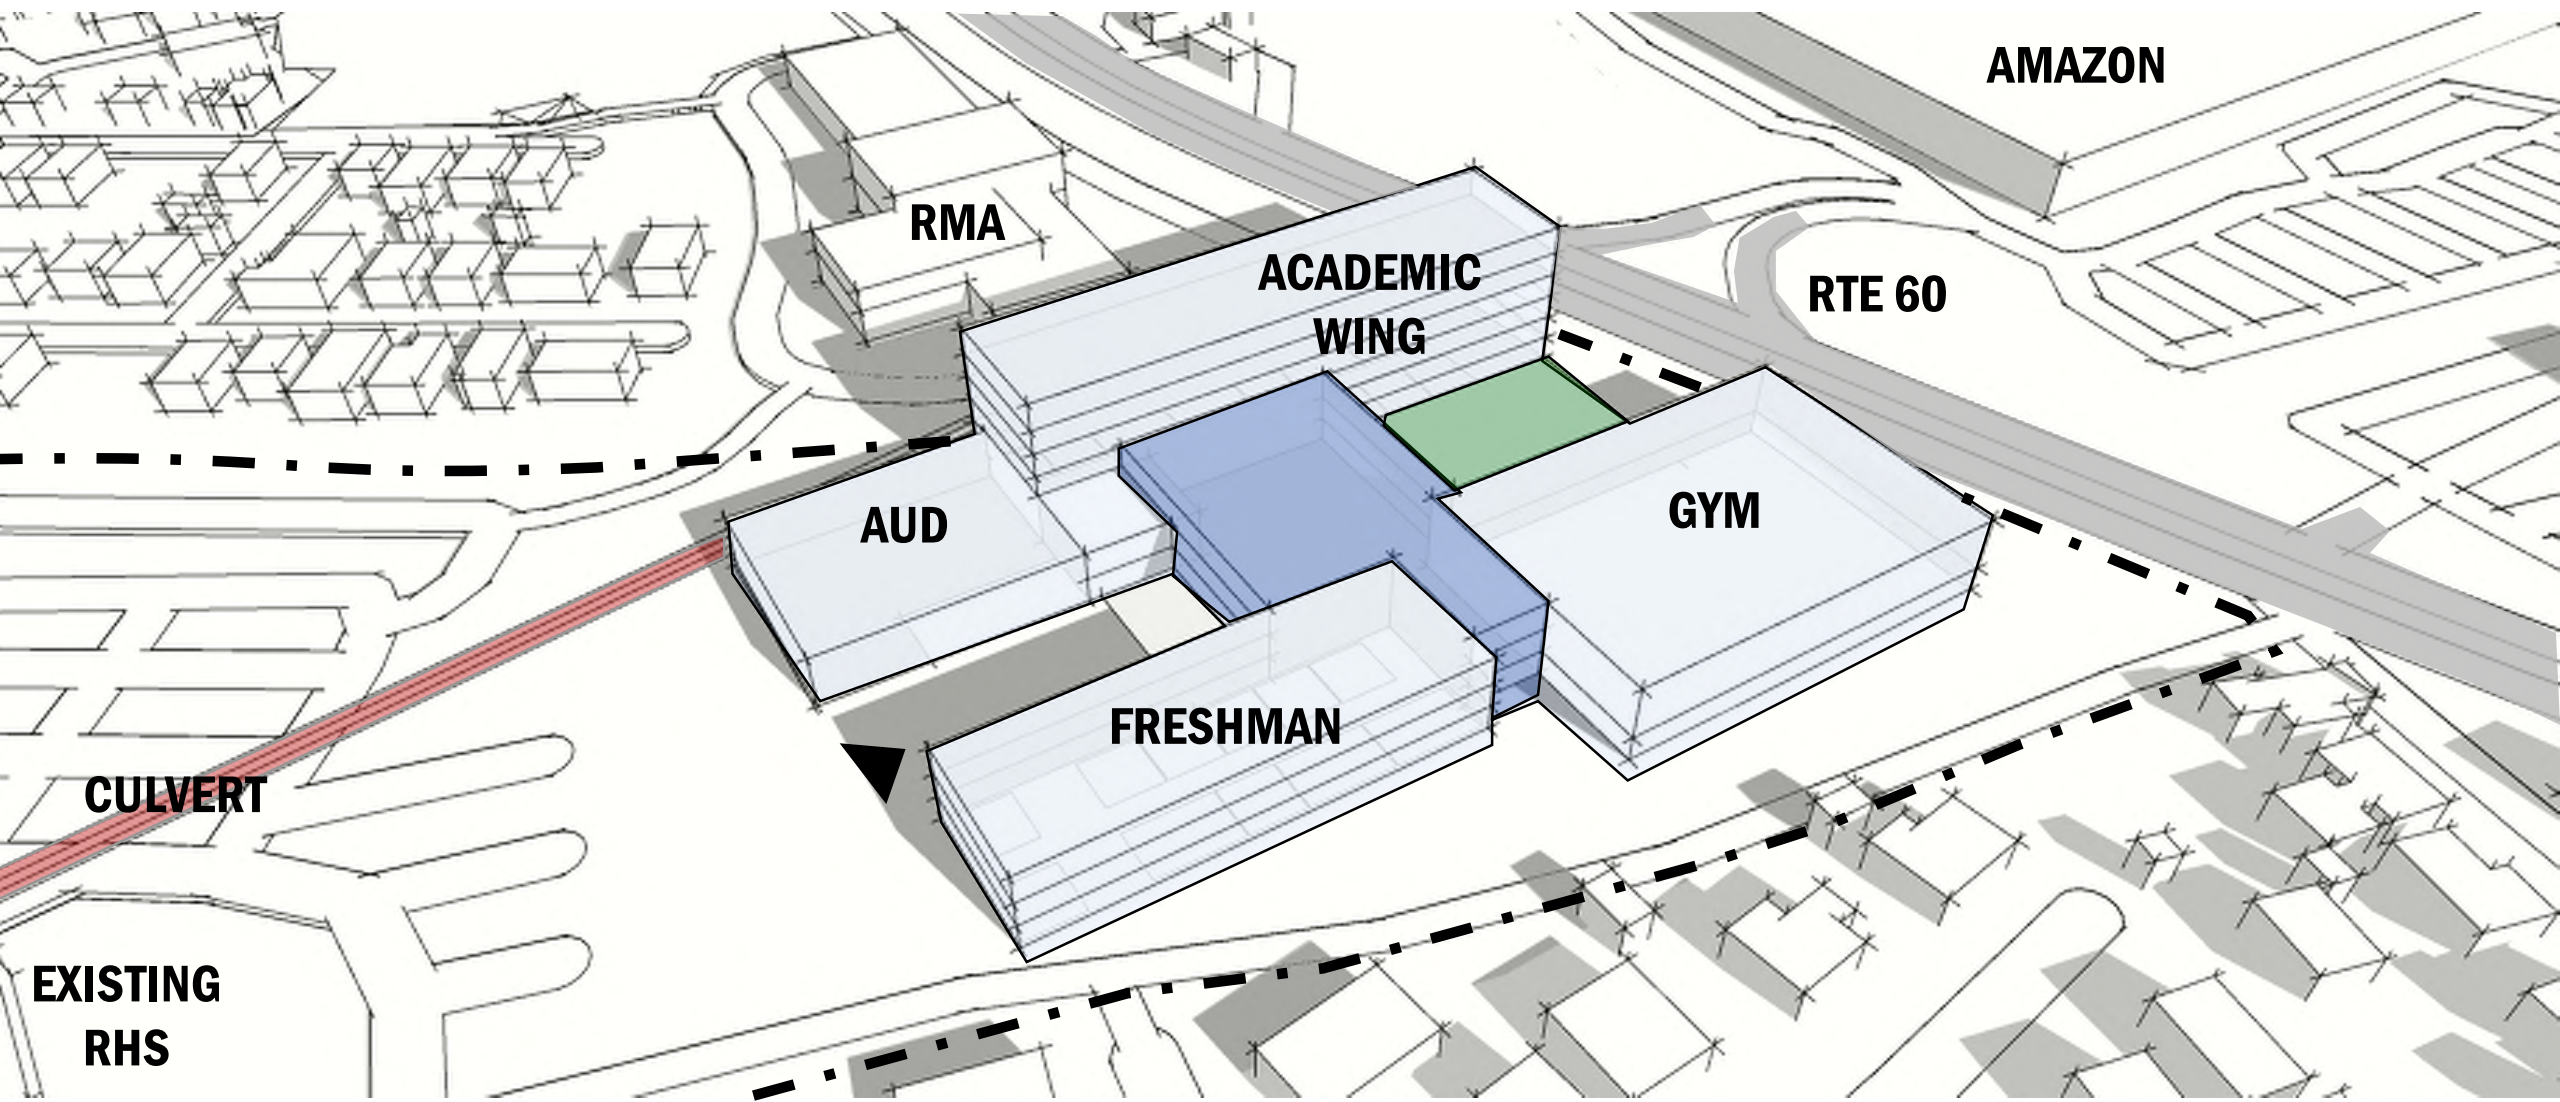 AMAZON
RMA
ACADEMIC
WING
RTE 60
AUD
GYM
FRESHMAN
CULVERT
EXISTING
RHS